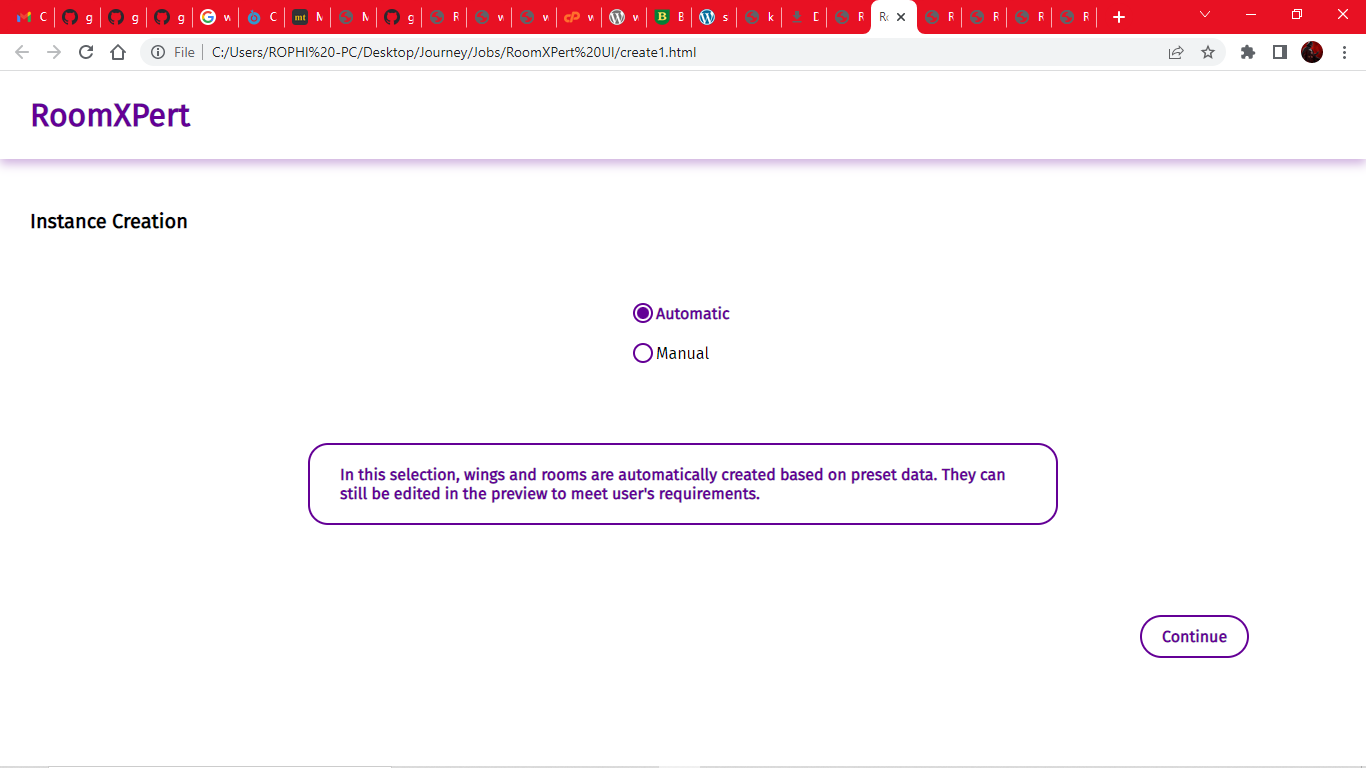 C g g g w C M M g R w w w w B s k D R Ro R R R R
File C:/Users/ROPHI%20-PC/Desktop/Journey/Jobs/RoomXPert%20UI/create1.html
RoomXPert
Instance Creation
Automatic
Manual
In this selection, wings and rooms are automatically created based on preset data. They can
still be edited in the preview to meet user's requirements.
Continue